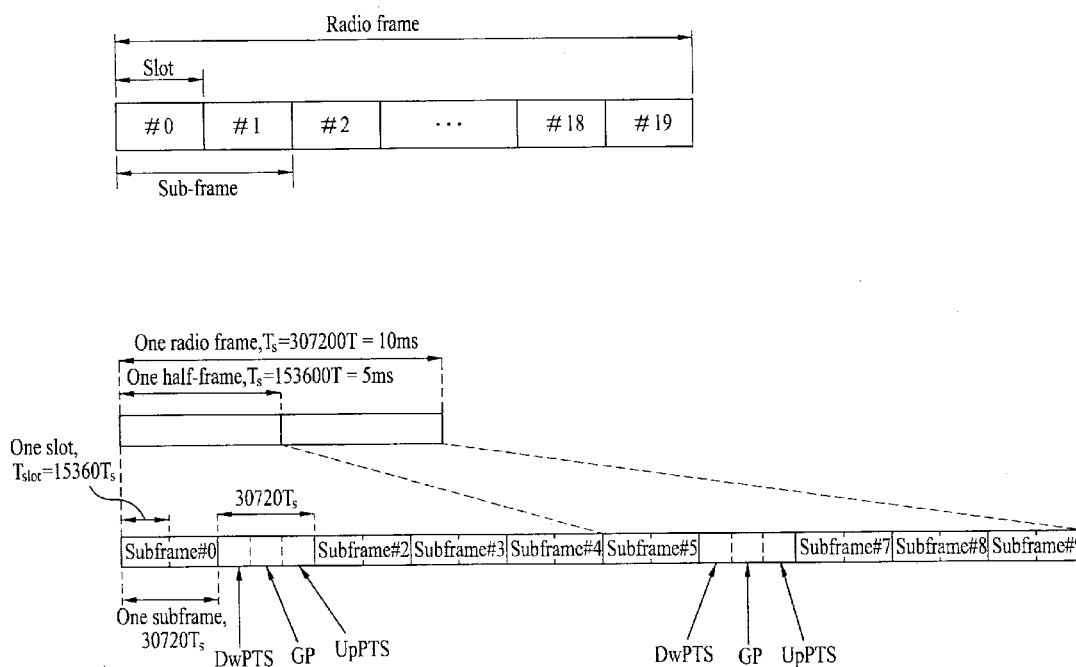 Radio frame
Slot
#0 #1 #2 ··· #18 #19
Sub-frame
One radio frame,Ts=307200T = 10ms
One half-frame,Ts=153600T = 5ms
One slot,
Tslot=15360Ts
30720Ts
Subframe#0 Subframe#2 Subframe#3 Subframe#4 Subframe#5 Subframe#7 Subframe#8 Subframe#9
One subframe,
30720Ts
DwPTS GP UpPTS DwPTS GP UpPTS